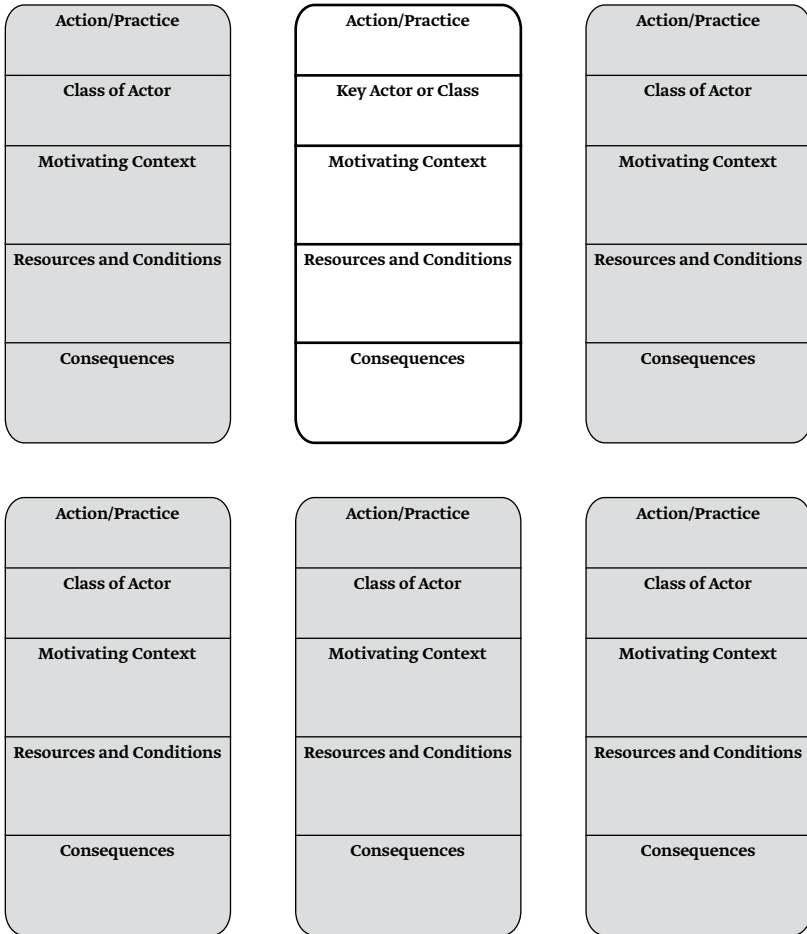 Action/Practice
Class of Actor
Motivating Context
Resources and Conditions
Consequences
Action/Practice
Key Actor or Class
Motivating Context
Resources and Conditions
Consequences
Action/Practice
Class of Actor
Motivating Context
Resources and Conditions
Consequences
Action/Practice
Class of Actor
Motivating Context
Resources and Conditions
Consequences
Action/Practice
Class of Actor
Motivating Context
Resources and Conditions
Consequences
Action/Practice
Class of Actor
Motivating Context
Resources and Conditions
Consequences